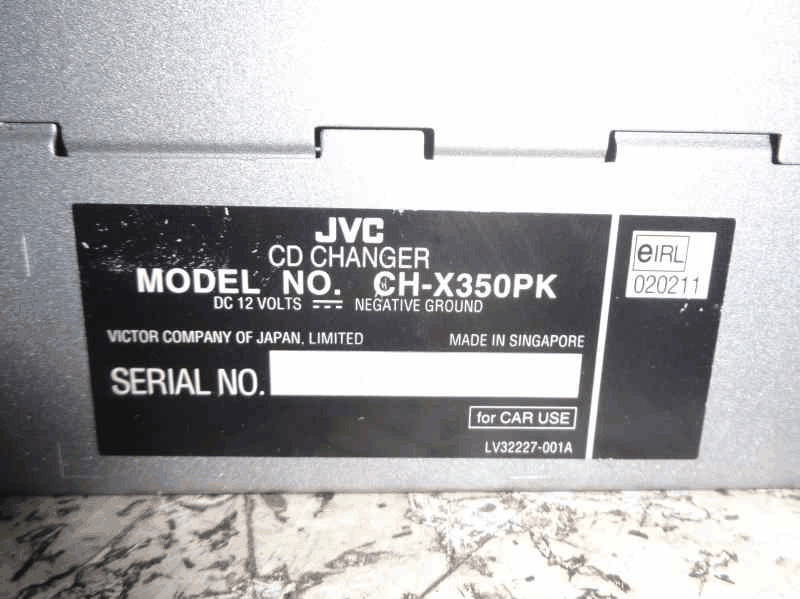 JVC
CD CHANGER
MODEL NO. CH-X350PK
DC 12 VOLTS NEGATIVE GROUND
VICTOR COMPANY OF JAPAN, LIMITED MADE IN SINGAPORE
SERIAL NO.
for CAR USE
LV32227-001A
eIRL
020211